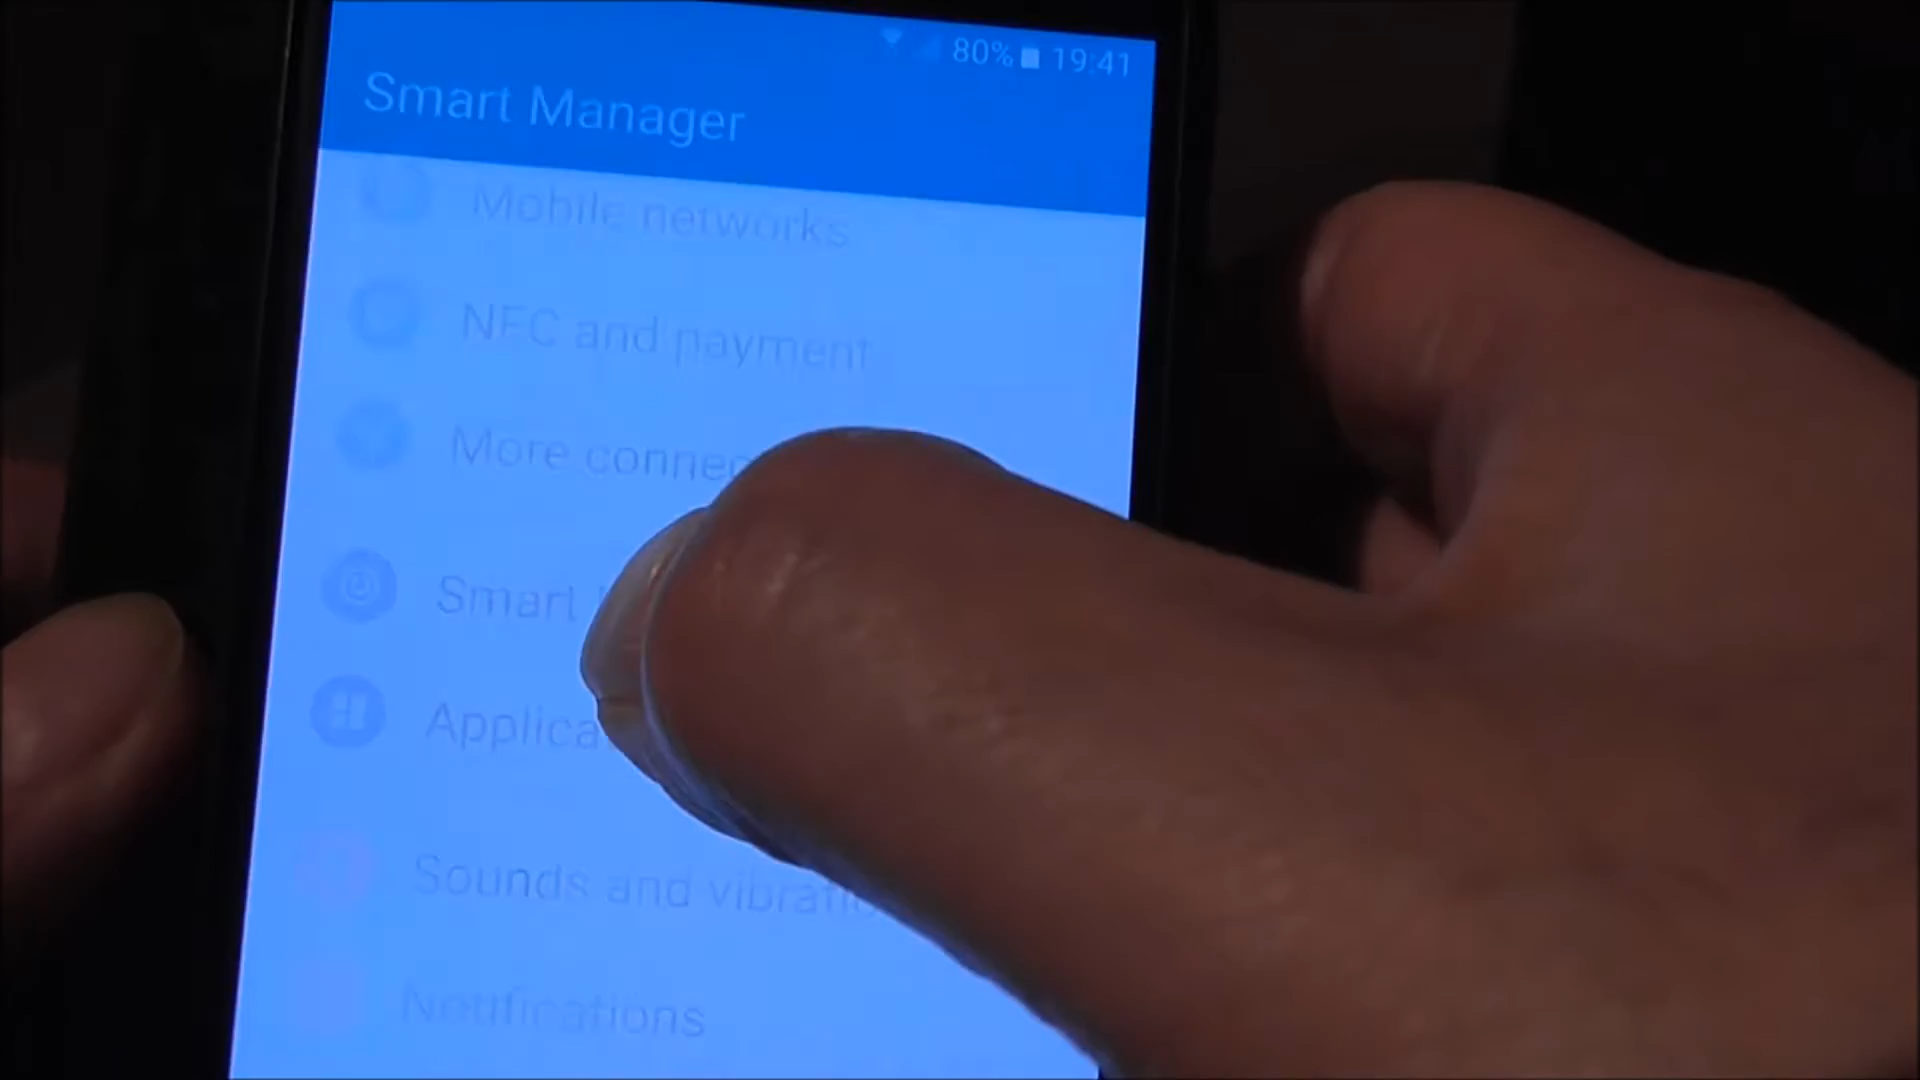 80% 19:41
Smart Manager
Mobile networks
NFC and payment
More connec
Smart
Applica
Sounds and vibratio
Notifications